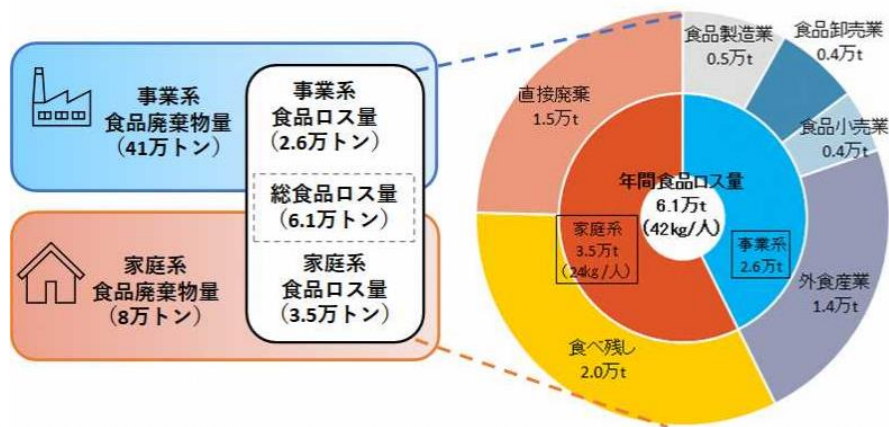 事業系
食品廃棄物量
(41万トン)
事業系
食品ロス量
(2.6万トン)
総食品ロス量
(6.1万トン)
家庭系
食品廃棄物量
(8万トン)
家庭系
食品ロス量
(3.5万トン)
食品製造業
0.5万t
食品卸売業
0.4万t
食品小売業
0.4万t
直接廃棄
1.5万t
年間食品ロス量
6.1万t
(42kg/人)
家庭系
3.5万t
(24kg/人)
事業系
2.6万t
外食産業
1.4万t
食べ残し
2.0万t